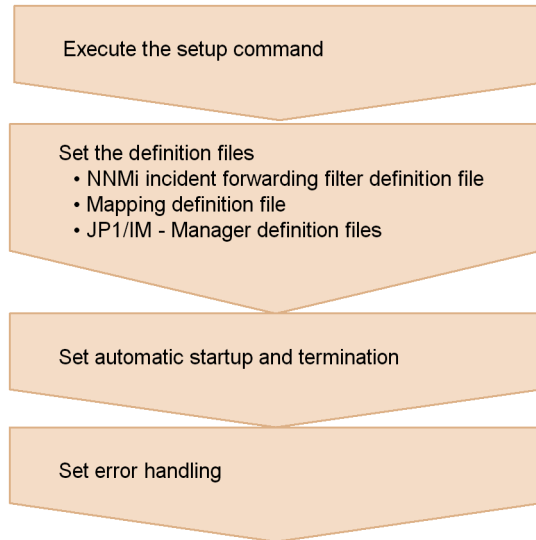 Execute the setup command
Set the definition files
• NNMi incident forwarding filter definition file
• Mapping definition file
• JP1/IM - Manager definition files
Set automatic startup and termination
Set error handling